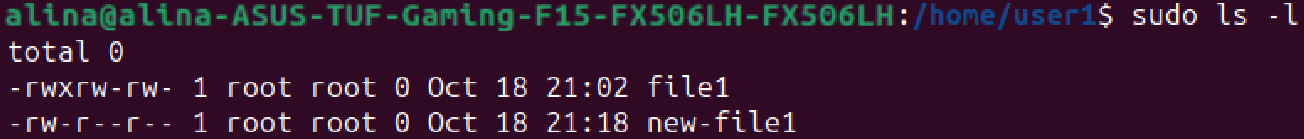 alina@alina-ASUS-TUF-Gaming-F15-FX506LH-FX506LH:/home/user1$ sudo ls -l
total 0
-rwxrw-rw- 1 root root 0 Oct 18 21:02 file1
-rw-r--r-- 1 root root 0 Oct 18 21:18 new-file1